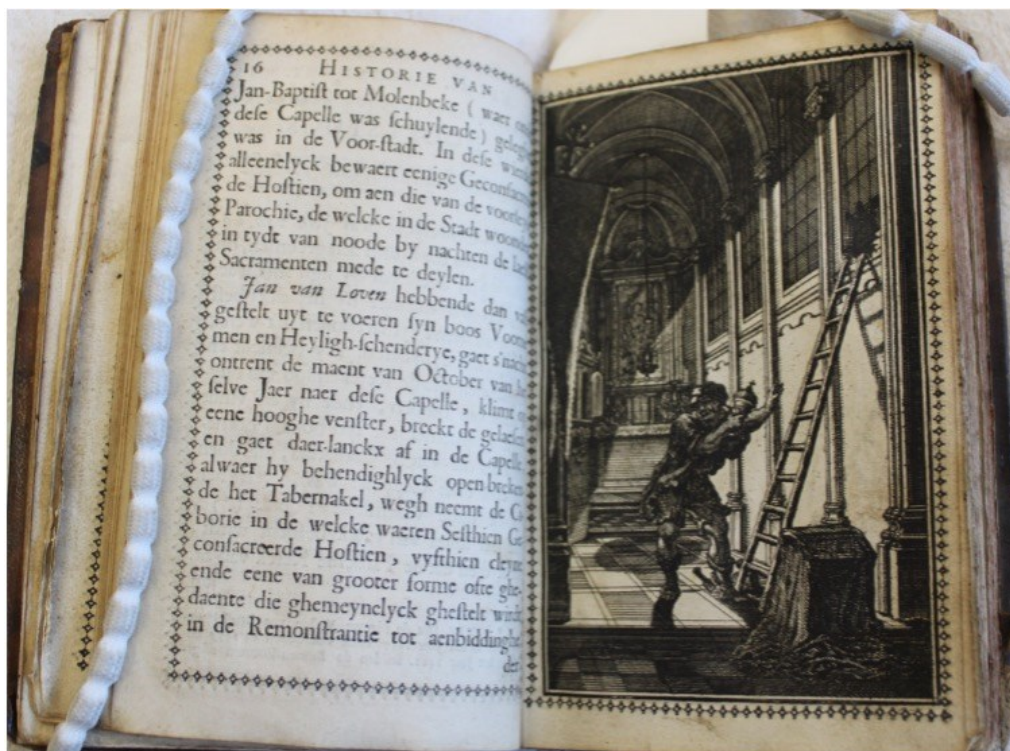 16 HISTORIE VAN
Jan-Baptiſt tot Molenbeke ( waer
deſe Capelle was ſchuylende)
was in de Voor-ſtadt. In deſe
alleenelyck bewaert eenige
de Hoſtien, om aen die van de
Parochie, de welcke in de Stadt
in tydt van noode by nachten de
Sacramenten mede te deylen.
Jan van Loven hebbende dan
geſtelt uyt te voeren ſyn boos
men en Heyligh-ſchenderye, gaet
ontrent de maent van October van
ſelve Jaer naer deſe Capelle, klimt
eene hooghe venſter, breckt de
en gaet daer-lanckx af in de Capelle,
alwaer hy behendighlyck
de het Tabernakel, wegh neemt de
borie in de welcke waeren Seſthien
conſacreerde Hoſtien, vyfthien
ende eene van grooter forme ofte
daente die ghemeynelyck gheſtelt
in de Remonſtrantie tot
der